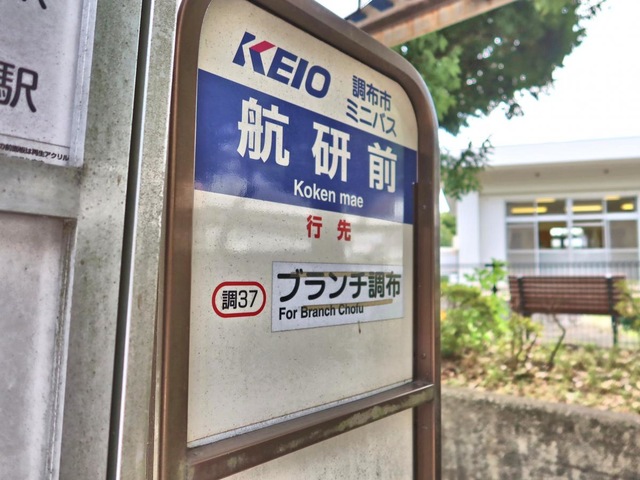 駅
KEIO
調布市
ミニバス
航研前
Koken mae
行先
調37
ブランチ調布
For Branch Chofu